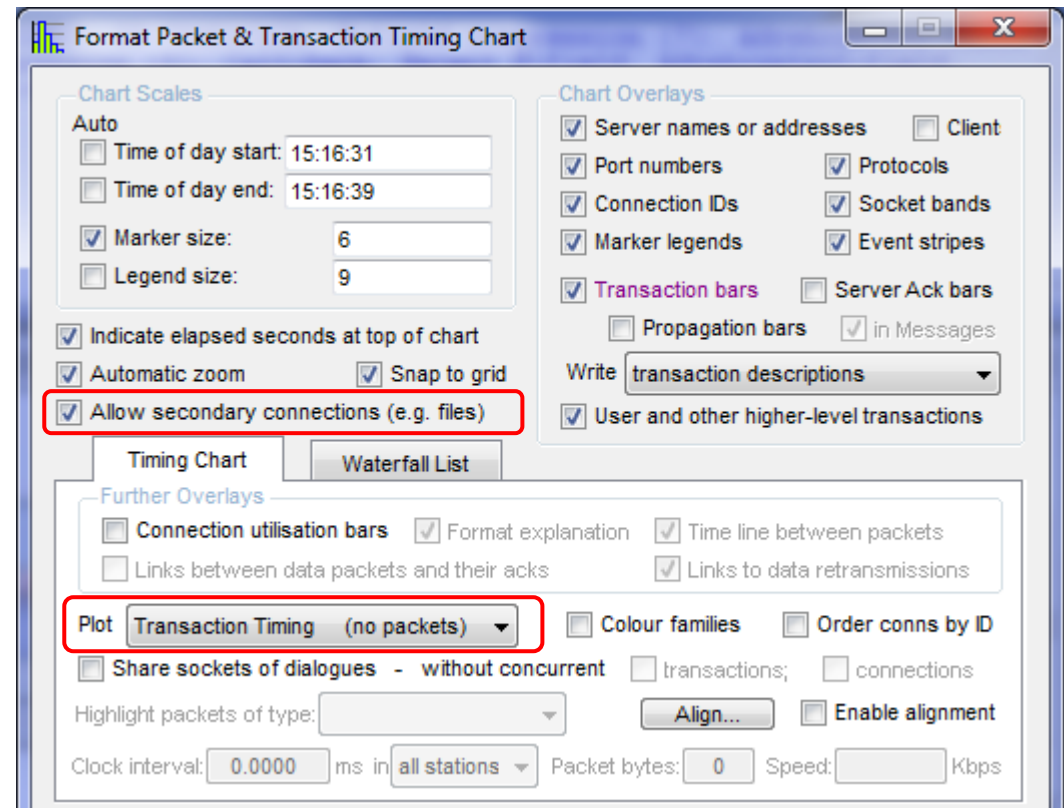 Format Packet & Transaction Timing Chart
Chart Scales
Auto
Time of day start: 15:16:31
Time of day end: 15:16:39
Marker size: 6
Legend size: 9
Indicate elapsed seconds at top of chart
Automatic zoom Snap to grid
Allow secondary connections (e.g. files)
Chart Overlays
Server names or addresses Client
Port numbers Protocols
Connection IDs Socket bands
Marker legends Event stripes
Transaction bars Server Ack bars
Propagation bars in Messages
Write transaction descriptions
User and other higher-level transactions
Timing Chart Waterfall List
Further Overlays
Connection utilisation bars Format explanation Time line between packets
Links between data packets and their acks Links to data retransmissions
Plot Transaction Timing (no packets) Colour families Order conns by ID
Share sockets of dialogues - without concurrent transactions; connections
Highlight packets of type: Align... Enable alignment
Clock interval: 0.0000 ms in all stations Packet bytes: 0 Speed: Kbps